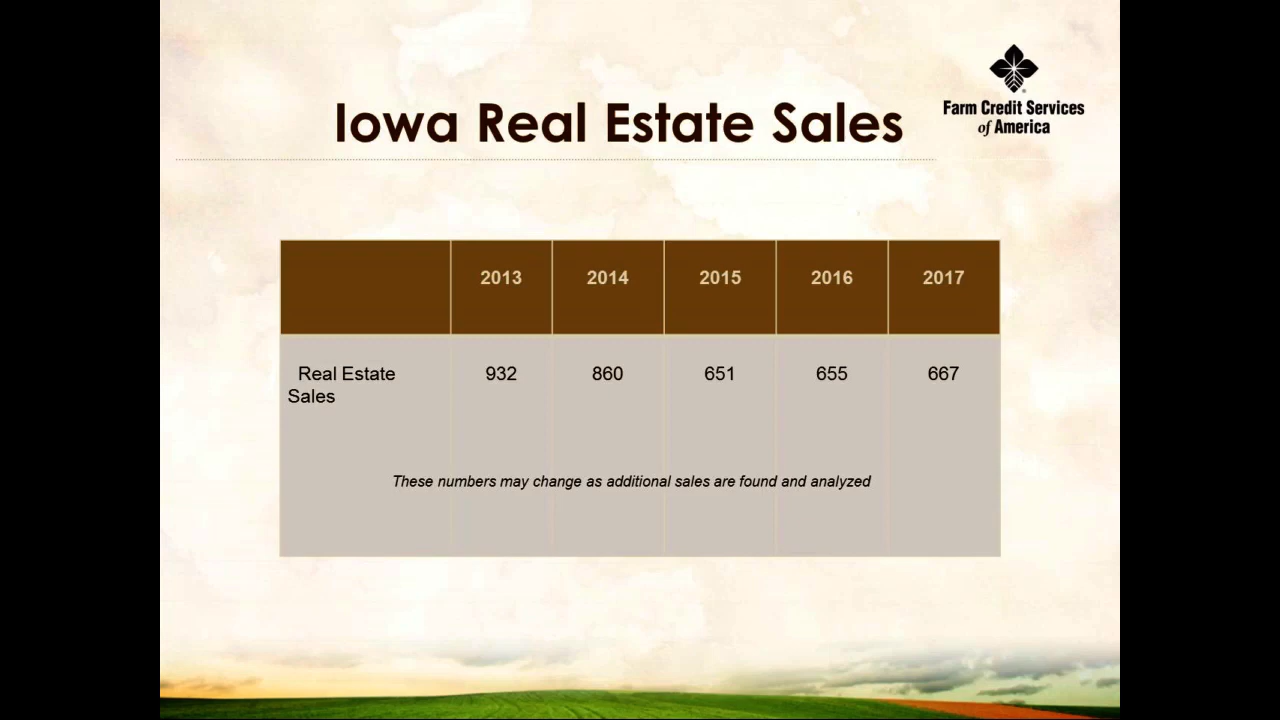 Iowa Real Estate Sales
Farm Credit Services
of America
2013 2014 2015 2016 2017
Real Estate Sales 932 860 651 655 667
These numbers may change as additional sales are found and analyzed